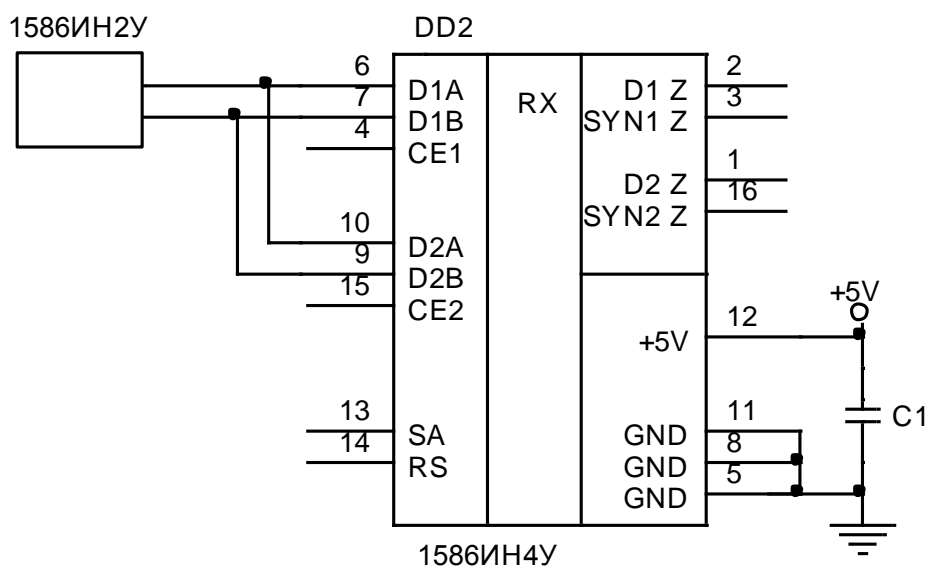 1586ИН2У
DD2
6
D1A
7
D1B
4
CE1
10
D2A
9
D2B
15
CE2
13
SA
14
RS
RX
2
D1 Z
3
SYN1 Z
1
D2 Z
16
SYN2 Z
+5V
12
+5V
C1
11
GND
8
GND
5
GND
1586ИН4У